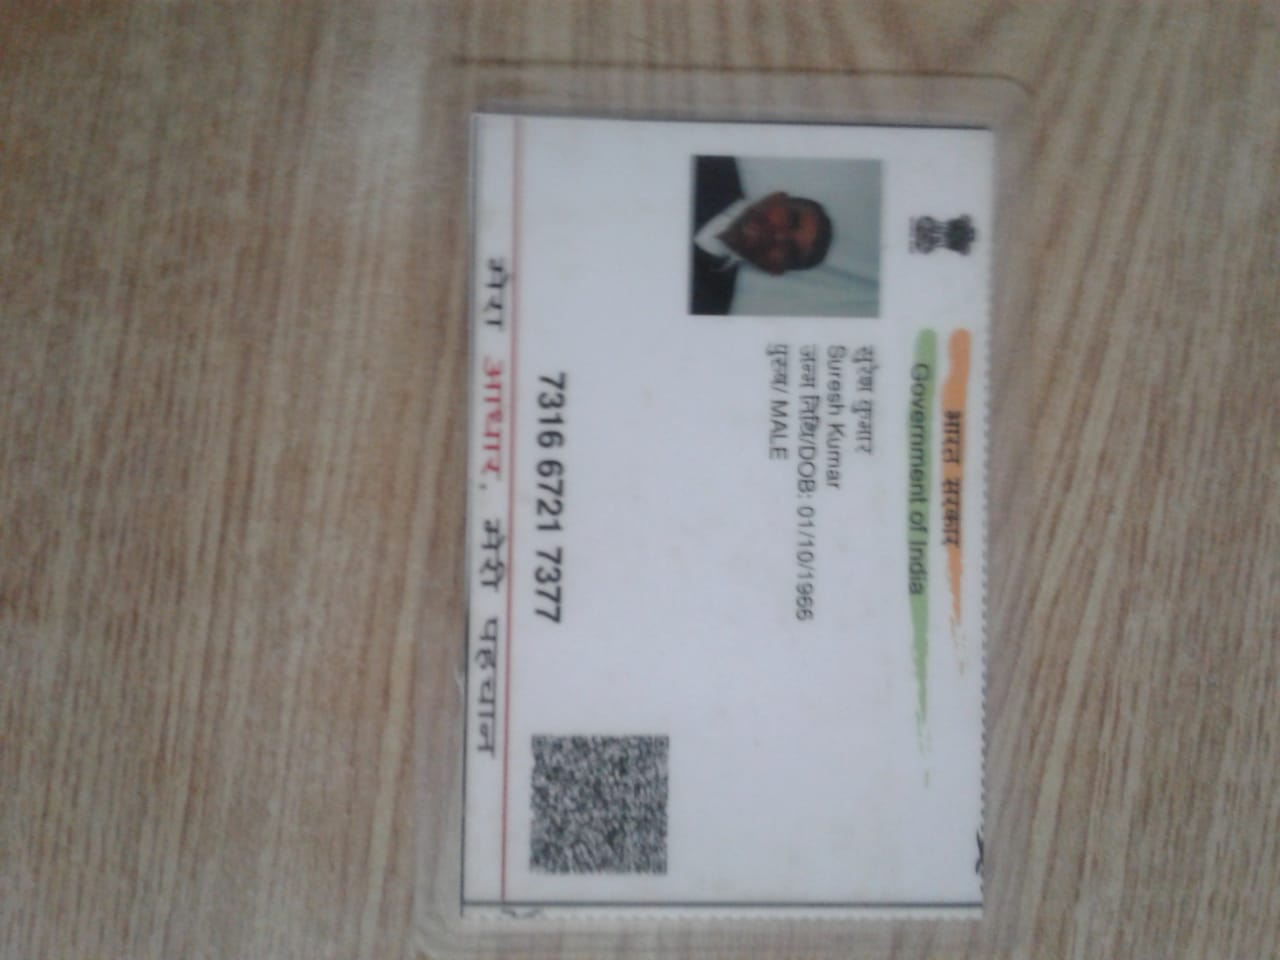 भारत सरकार
Government of India
सुरेश कुमार
Suresh Kumar
जन्म तिथि/DOB: 01/10/1966
पुरुष/ MALE
7316 6721 7377
मेरा आधार, मेरी पहचान